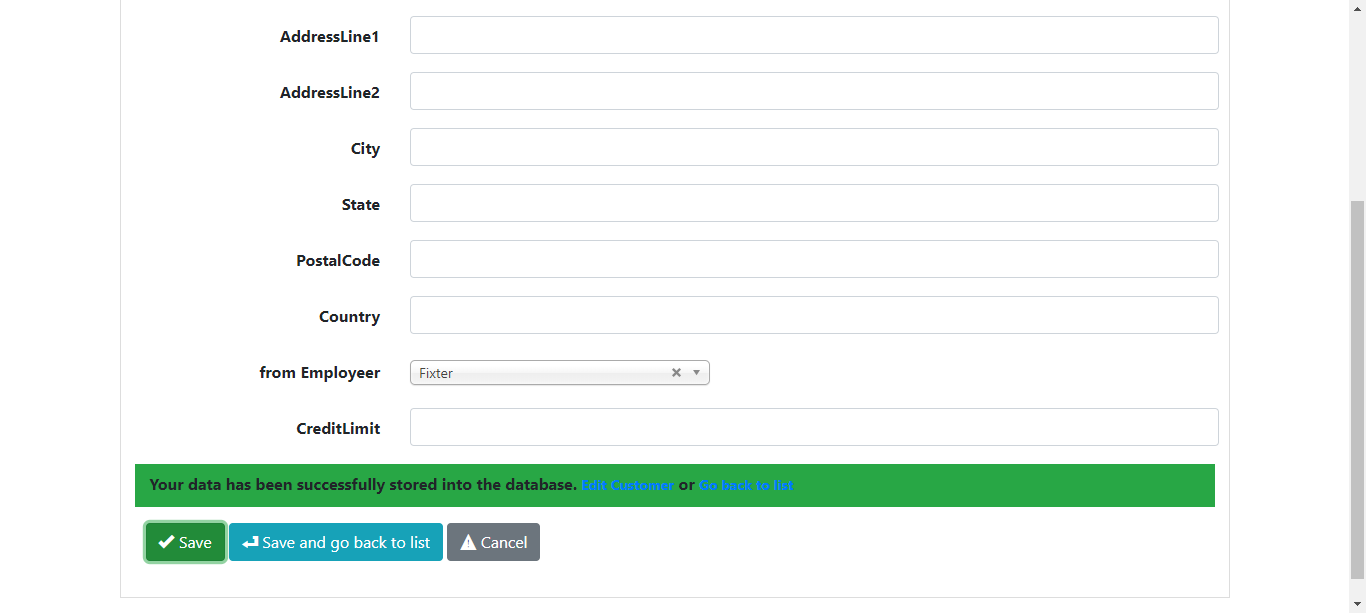 AddressLine1
AddressLine2
City
State
PostalCode
Country
from Employeer
Fixter
CreditLimit
Your data has been successfully stored into the database. Edit Customer or Go back to list
Save Save and go back to list Cancel